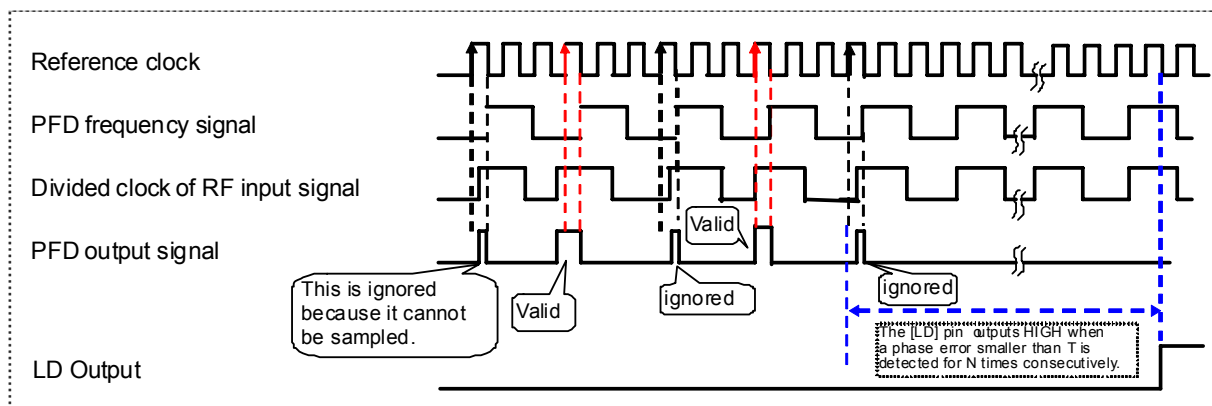 Reference clock
PFD frequency signal
Divided clock of RF input signal
PFD output signal
Valid
This is ignored
because it cannot
be sampled.
Valid
ignored
ignored
The [LD] pin outputs HIGH when
a phase error smaller than T is
detected for N times consecutively.
LD Output